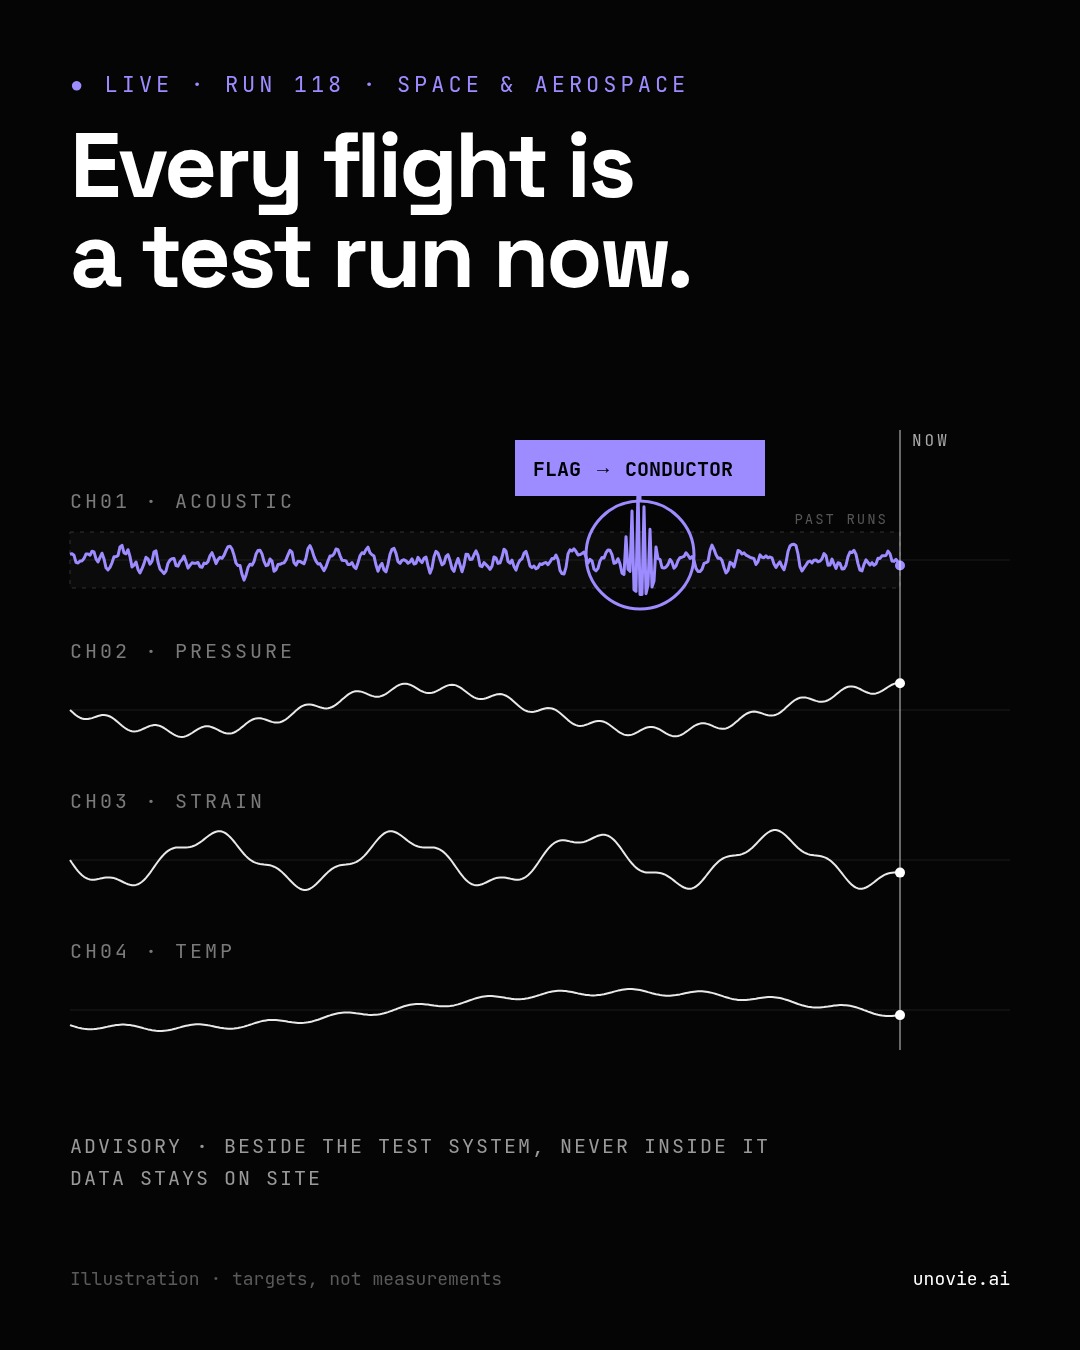 ● LIVE · RUN 118 · SPACE & AEROSPACE
Every flight is
a test run now.
NOW
FLAG → CONDUCTOR
CH01 · ACOUSTIC
PAST RUNS
CH02 · PRESSURE
CH03 · STRAIN
CH04 · TEMP
ADVISORY · BESIDE THE TEST SYSTEM, NEVER INSIDE IT
DATA STAYS ON SITE
Illustration · targets, not measurements
unovie.ai